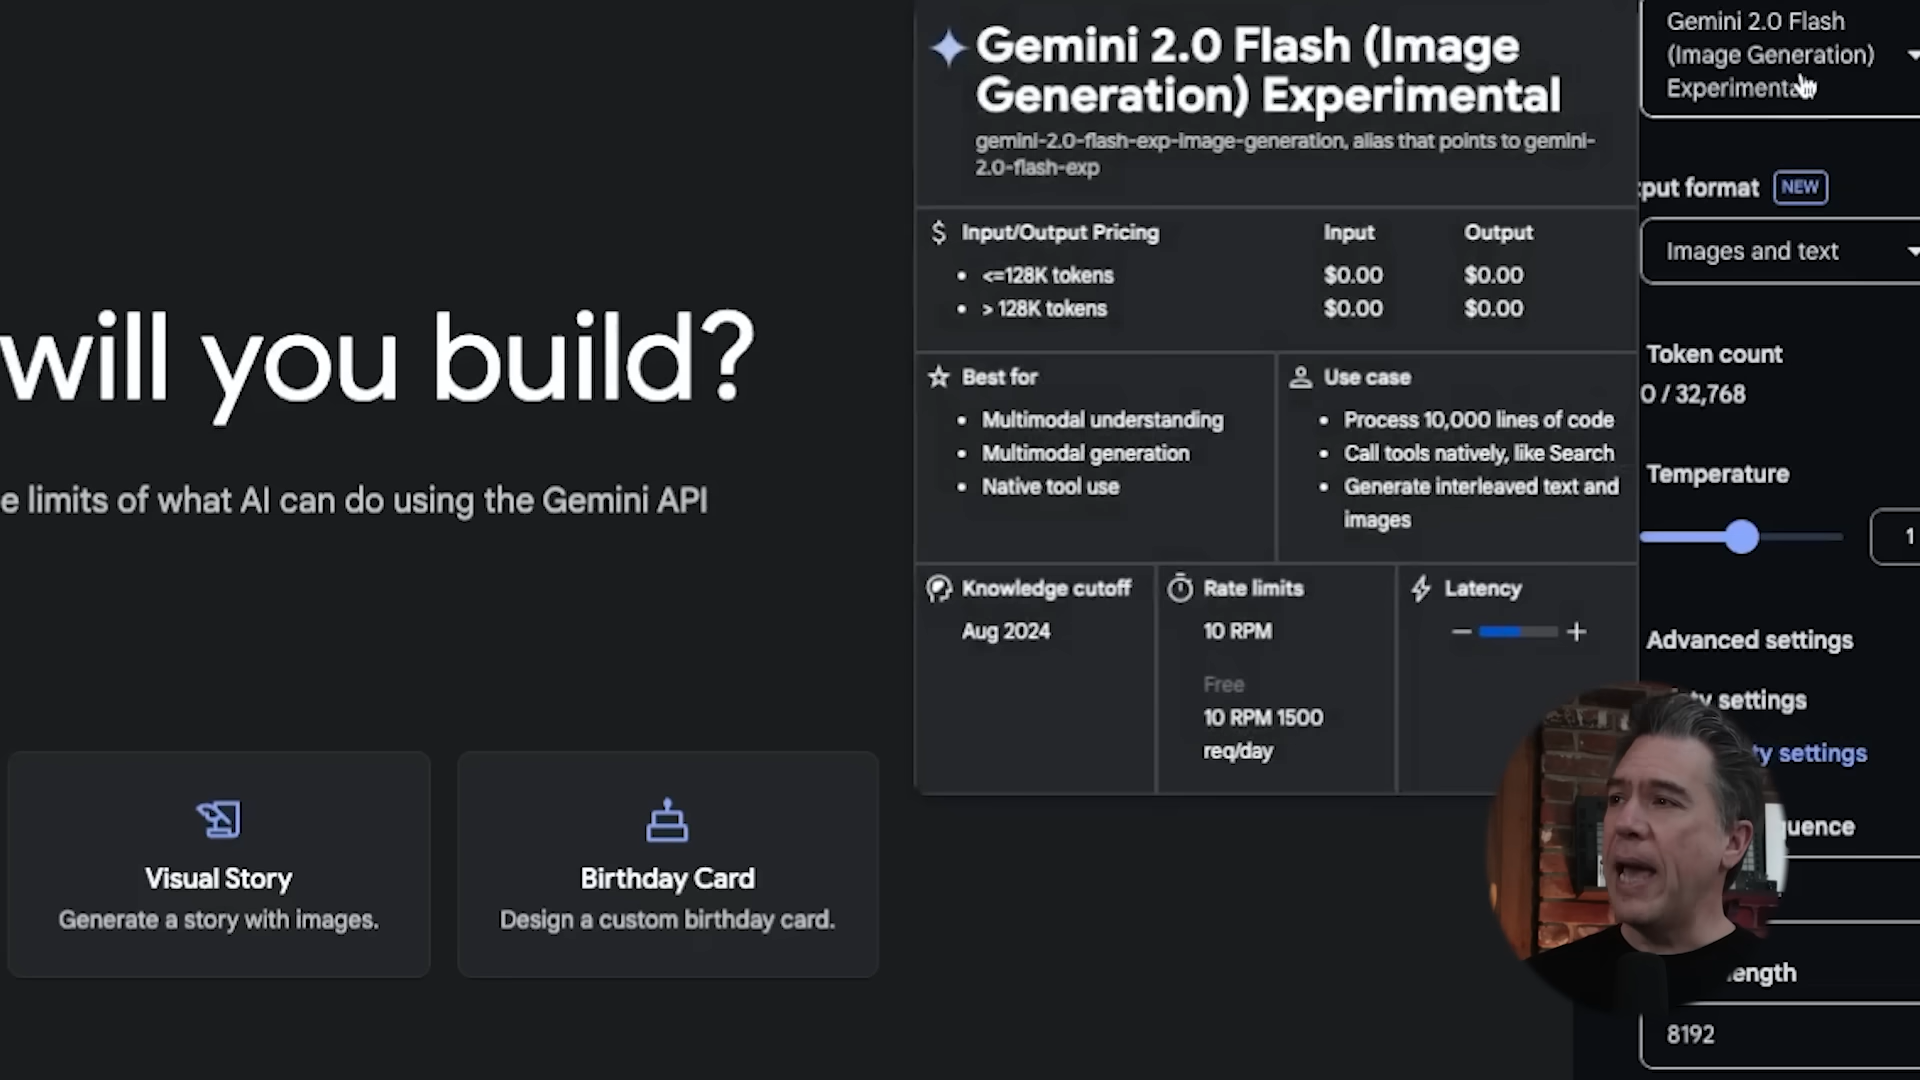 will you build?
e limits of what AI can do using the Gemini API
Visual Story
Generate a story with images.
Birthday Card
Design a custom birthday card.
Gemini 2.0 Flash (Image
Generation) Experimental
gemini-2.0-flash-exp-image-generation, alias that points to gemini-
2.0-flash-exp
Input/Output Pricing Input Output
• <=128K tokens $0.00 $0.00
• > 128K tokens $0.00 $0.00
Best for
• Multimodal understanding
• Multimodal generation
• Native tool use
Use case
• Process 10,000 lines of code
• Call tools natively, like Search
• Generate interleaved text and
images
Knowledge cutoff
Aug 2024
Rate limits
10 RPM
Free
10 RPM 1500
req/day
Latency
Gemini 2.0 Flash
(Image Generation)
Experimental
put format NEW
Images and text
Token count
0 / 32,768
Temperature
1
Advanced settings
ty settings
ty settings
uence
length
8192